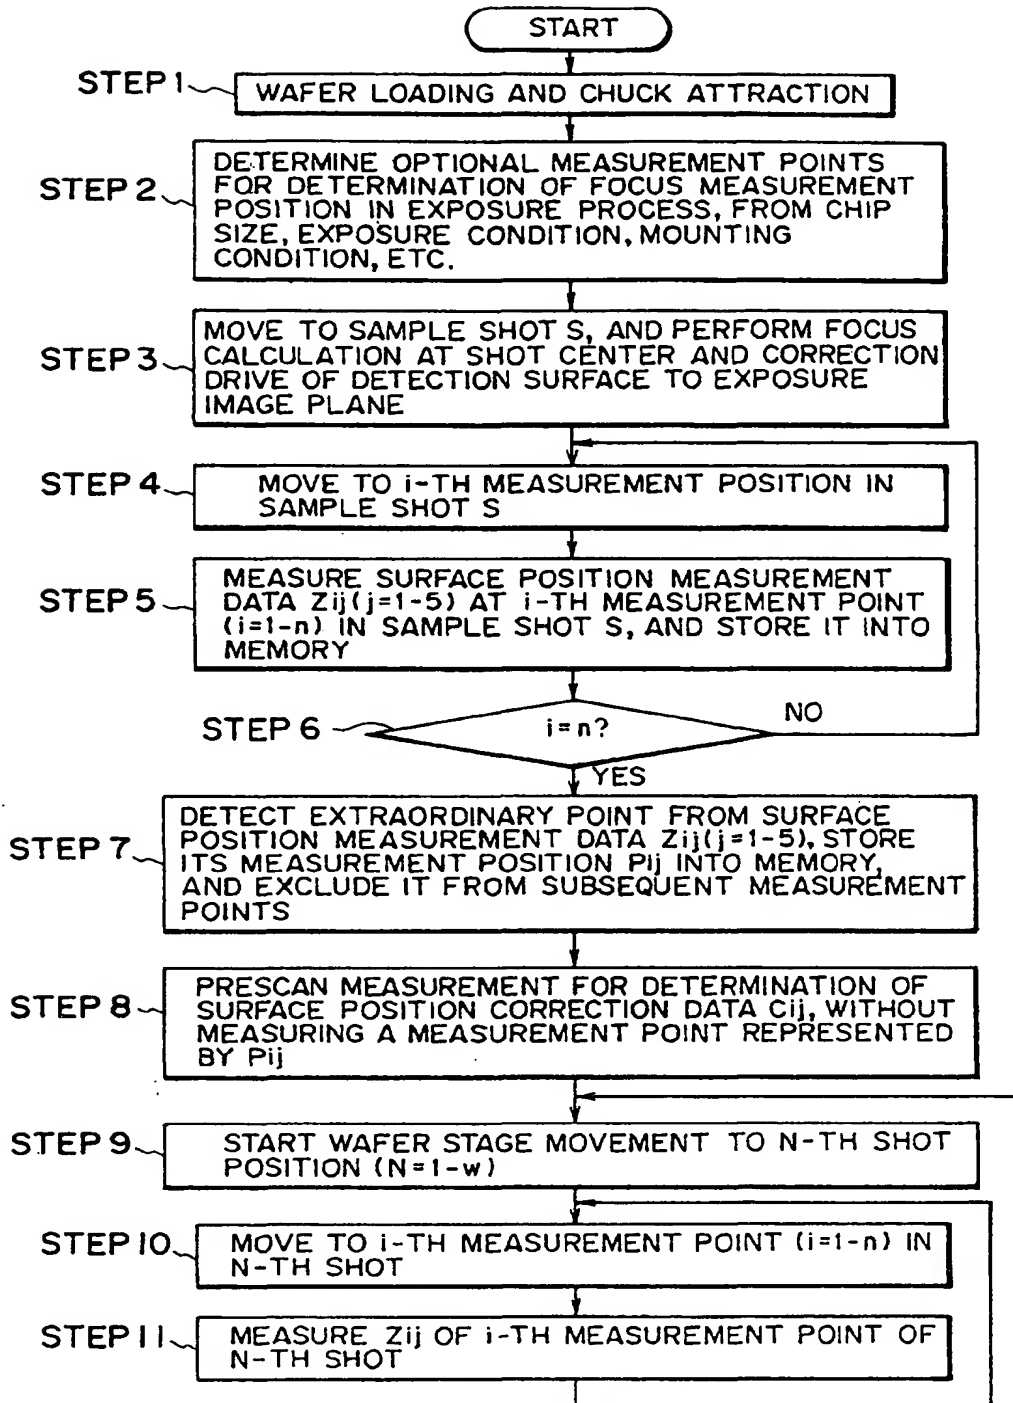 START
STEP 1
WAFER LOADING AND CHUCK ATTRACTION
STEP 2
DETERMINE OPTIONAL MEASUREMENT POINTS
FOR DETERMINATION OF FOCUS MEASUREMENT
POSITION IN EXPOSURE PROCESS, FROM CHIP
SIZE, EXPOSURE CONDITION, MOUNTING
CONDITION, ETC.
STEP 3
MOVE TO SAMPLE SHOT S, AND PERFORM FOCUS
CALCULATION AT SHOT CENTER AND CORRECTION
DRIVE OF DETECTION SURFACE TO EXPOSURE
IMAGE PLANE
STEP 4
MOVE TO i-TH MEASUREMENT POSITION IN
SAMPLE SHOT S
STEP 5
MEASURE SURFACE POSITION MEASUREMENT
DATA Zij(j=1-5) AT i-TH MEASUREMENT POINT
(i=1-n) IN SAMPLE SHOT S, AND STORE IT INTO
MEMORY
STEP 6
i=n?
NO
YES
STEP 7
DETECT EXTRAORDINARY POINT FROM SURFACE
POSITION MEASUREMENT DATA Zij(j=1-5), STORE
ITS MEASUREMENT POSITION Pij INTO MEMORY,
AND EXCLUDE IT FROM SUBSEQUENT MEASUREMENT
POINTS
STEP 8
PRESCAN MEASUREMENT FOR DETERMINATION OF
SURFACE POSITION CORRECTION DATA Cij, WITHOUT
MEASURING A MEASUREMENT POINT REPRESENTED
BY Pij
STEP 9
START WAFER STAGE MOVEMENT TO N-TH SHOT
POSITION (N=1-w)
STEP 10
MOVE TO i-TH MEASUREMENT POINT (i=1-n) IN
N-TH SHOT
STEP 11
MEASURE Zij OF i-TH MEASUREMENT POINT OF
N-TH SHOT